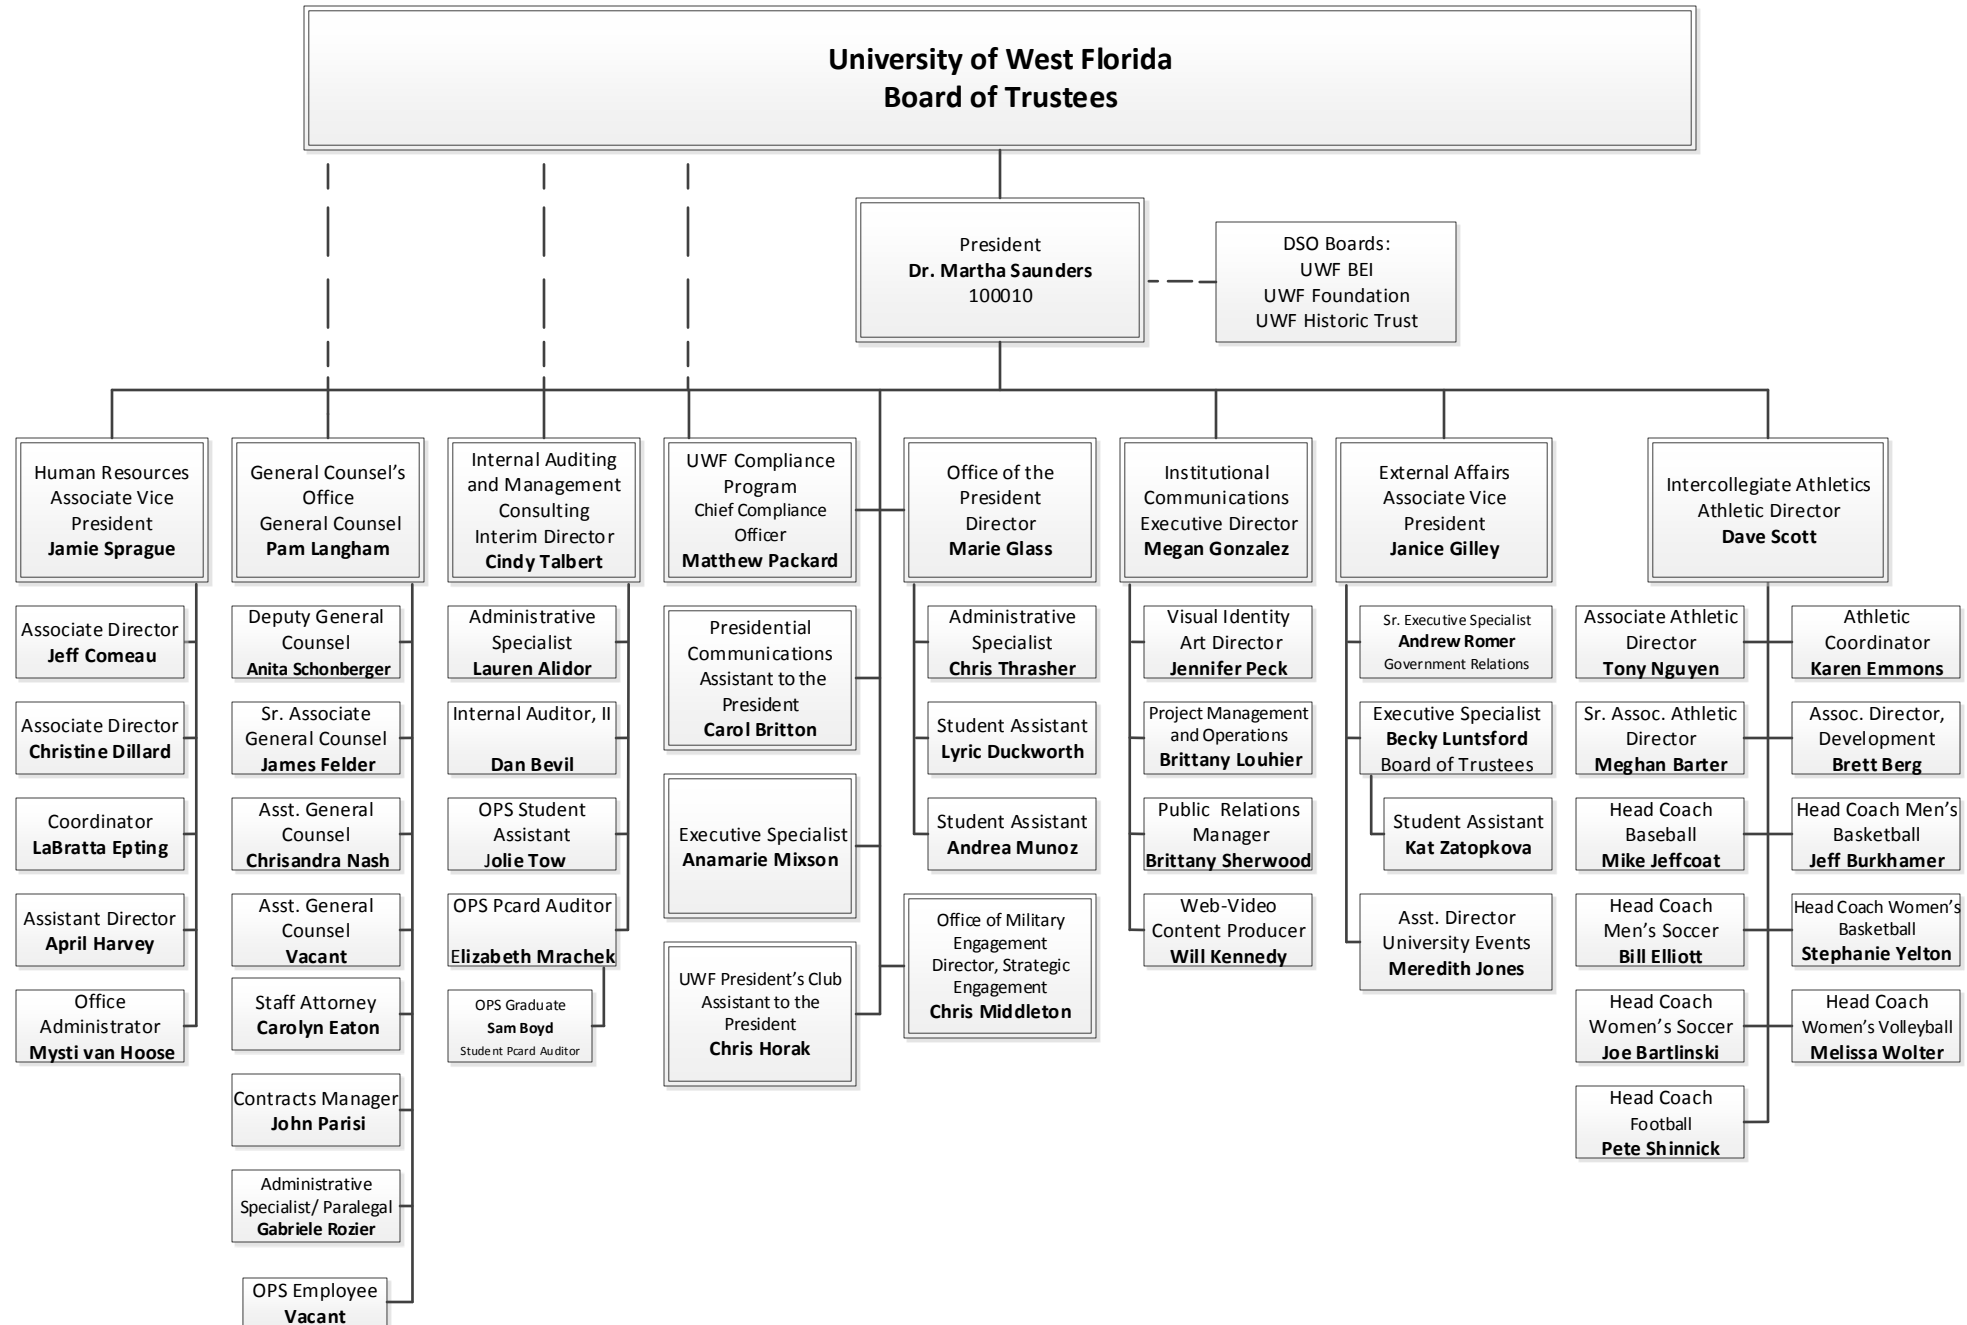 University of West Florida
Board of Trustees
President
Dr. Martha Saunders
100010
DSO Boards:
UWF BEI
UWF Foundation
UWF Historic Trust
Human Resources
Associate Vice
President
Jamie Sprague
General Counsel's
Office
General Counsel
Pam Langham
Internal Auditing
and Management
Consulting
Interim Director
Cindy Talbert
UWF Compliance
Program
Chief Compliance
Officer
Matthew Packard
Office of the
President
Director
Marie Glass
Institutional
Communications
Executive Director
Megan Gonzalez
External Affairs
Associate Vice
President
Janice Gilley
Intercollegiate Athletics
Athletic Director
Dave Scott
Associate Director
Jeff Comeau
Associate Director
Christine Dillard
Coordinator
LaBratta Epting
Assistant Director
April Harvey
Office
Administrator
Mysti van Hoose
Deputy General
Counsel
Anita Schonberger
Sr. Associate
General Counsel
James Felder
Asst. General
Counsel
Chrisandra Nash
Asst. General
Counsel
Vacant
Staff Attorney
Carolyn Eaton
Contracts Manager
John Parisi
Administrative
Specialist/ Paralegal
Gabriele Rozier
OPS Employee
Vacant
Administrative
Specialist
Lauren Alidor
Internal Auditor, II
Dan Bevil
OPS Student
Assistant
Jolie Tow
OPS Pcard Auditor
Elizabeth Mrachek
OPS Graduate
Sam Boyd
Student Pcard Auditor
Presidential
Communications
Assistant to the
President
Carol Britton
Executive Specialist
Anamarie Mixson
UWF President's Club
Assistant to the
President
Chris Horak
Administrative
Specialist
Chris Thrasher
Student Assistant
Lyric Duckworth
Student Assistant
Andrea Munoz
Office of Military
Engagement
Director, Strategic
Engagement
Chris Middleton
Visual Identity
Art Director
Jennifer Peck
Project Management
and Operations
Brittany Louhier
Public Relations
Manager
Brittany Sherwood
Web-Video
Content Producer
Will Kennedy
Sr. Executive Specialist
Andrew Romer
Government Relations
Executive Specialist
Becky Luntsford
Board of Trustees
Student Assistant
Kat Zatopkova
Asst. Director
University Events
Meredith Jones
Associate Athletic
Director
Tony Nguyen
Sr. Assoc. Athletic
Director
Meghan Barter
Head Coach
Baseball
Mike Jeffcoat
Head Coach
Men's Soccer
Bill Elliott
Head Coach
Women's Soccer
Joe Bartlinski
Head Coach
Football
Pete Shinnick
Athletic
Coordinator
Karen Emmons
Assoc. Director,
Development
Brett Berg
Head Coach Men's
Basketball
Jeff Burkhamer
Head Coach Women's
Basketball
Stephanie Yelton
Head Coach
Women's Volleyball
Melissa Wolter